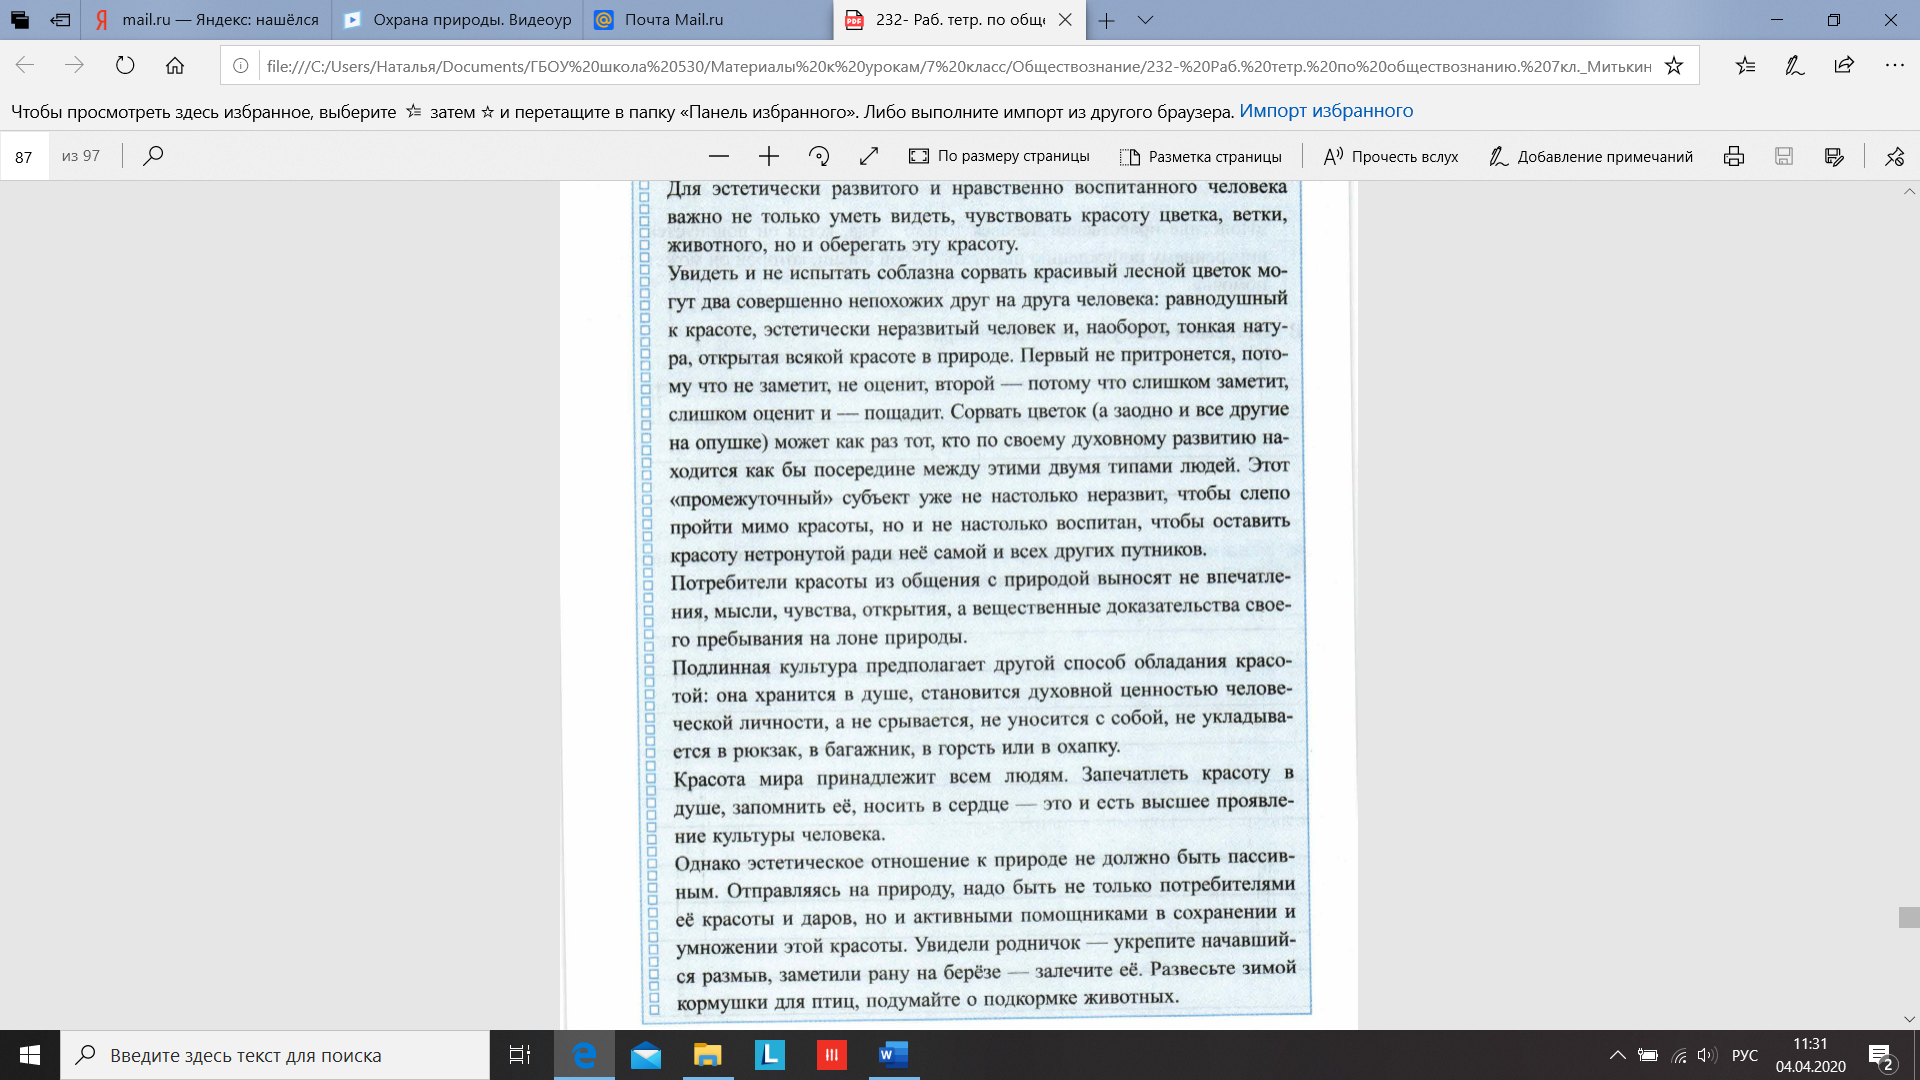 mail.ru — Яндекс: нашёлся
Охрана природы. Видеоур
Почта Mail.ru
232- Раб. тетр. по обще
file:///C:/Users/Наталья/Documents/ГБОУ%20школа%20530/Материалы%20к%20урокам/7%20класс/Обществознание/232-%20Раб.%20тетр.%20по%20обществознанию.%207кл._Митькин
Чтобы просмотреть здесь избранное, выберите затем и перетащите в папку «Панель избранного». Либо выполните импорт из другого браузера. Импорт избранного
87 из 97
По размеру страницы
Разметка страницы
Прочесть вслух
Добавление примечаний
Для эстетически развитого и нравственно воспитанного человека
важно не только уметь видеть, чувствовать красоту цветка, ветки,
животного, но и оберегать эту красоту.
Увидеть и не испытать соблазна сорвать красивый лесной цветок мо-
гут два совершенно непохожих друг на друга человека: равнодушный
к красоте, эстетически неразвитый человек и, наоборот, тонкая нату-
ра, открытая всякой красоте в природе. Первый не притронется, пото-
му что не заметит, не оценит, второй — потому что слишком заметит,
слишком оценит и — пощадит. Сорвать цветок (а заодно и все другие
на опушке) может как раз тот, кто по своему духовному развитию на-
ходится как бы посередине между этими двумя типами людей. Этот
«промежуточный» субъект уже не настолько неразвит, чтобы слепо
пройти мимо красоты, но и не настолько воспитан, чтобы оставить
красоту нетронутой ради неё самой и всех других путников.
Потребители красоты из общения с природой выносят не впечатле-
ния, мысли, чувства, открытия, а вещественные доказательства свое-
го пребывания на лоне природы.
Подлинная культура предполагает другой способ обладания красо-
той: она хранится в душе, становится духовной ценностью челове-
ческой личности, а не срывается, не уносится с собой, не укладыва-
ется в рюкзак, в багажник, в горсть или в охапку.
Красота мира принадлежит всем людям. Запечатлеть красоту в
душе, запомнить её, носить в сердце — это и есть высшее проявле-
ние культуры человека.
Однако эстетическое отношение к природе не должно быть пассив-
ным. Отправляясь на природу, надо быть не только потребителями
её красоты и даров, но и активными помощниками в сохранении и
умножении этой красоты. Увидели родничок — укрепите начавший-
ся размыв, заметили рану на берёзе — залечите её. Развесьте зимой
кормушки для птиц, подумайте о подкормке животных.
Введите здесь текст для поиска
РУС
11:31
04.04.2020
2